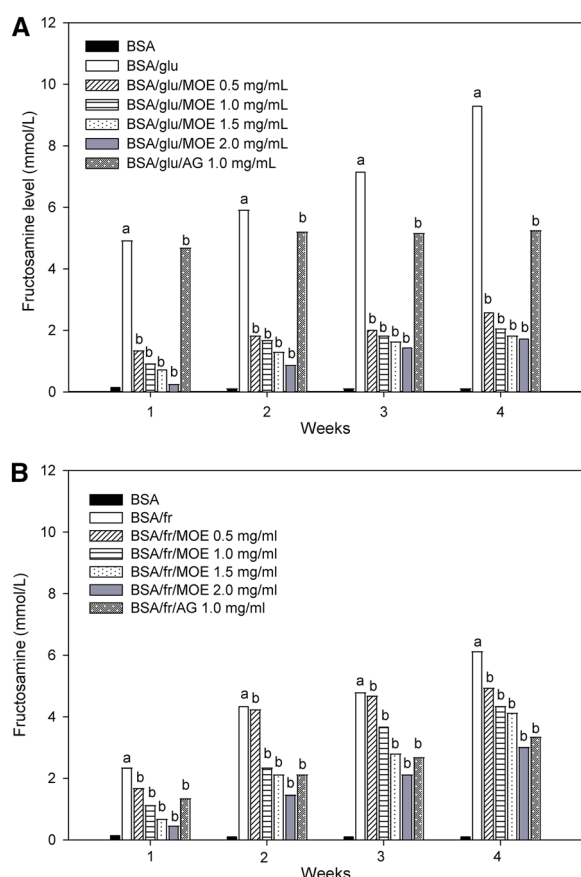 A
12
10
8
6
4
2
0
Fructosamine level (mmol/L)
BSA
BSA/glu
BSA/glu/MOE 0.5 mg/mL
BSA/glu/MOE 1.0 mg/mL
BSA/glu/MOE 1.5 mg/mL
BSA/glu/MOE 2.0 mg/mL
BSA/glu/AG 1.0 mg/mL
a b b b b b
a b b b b b
a b b b b b
a b b b b b
1 2 3 4
Weeks
B
12
10
8
6
4
2
0
Fructosamine (mmol/L)
BSA
BSA/fr
BSA/fr/MOE 0.5 mg/ml
BSA/fr/MOE 1.0 mg/ml
BSA/fr/MOE 1.5 mg/ml
BSA/fr/MOE 2.0 mg/ml
BSA/fr/AG 1.0 mg/ml
a b b b b b
a b b b b b
a b b b b b
a b b b b b
1 2 3 4
Weeks